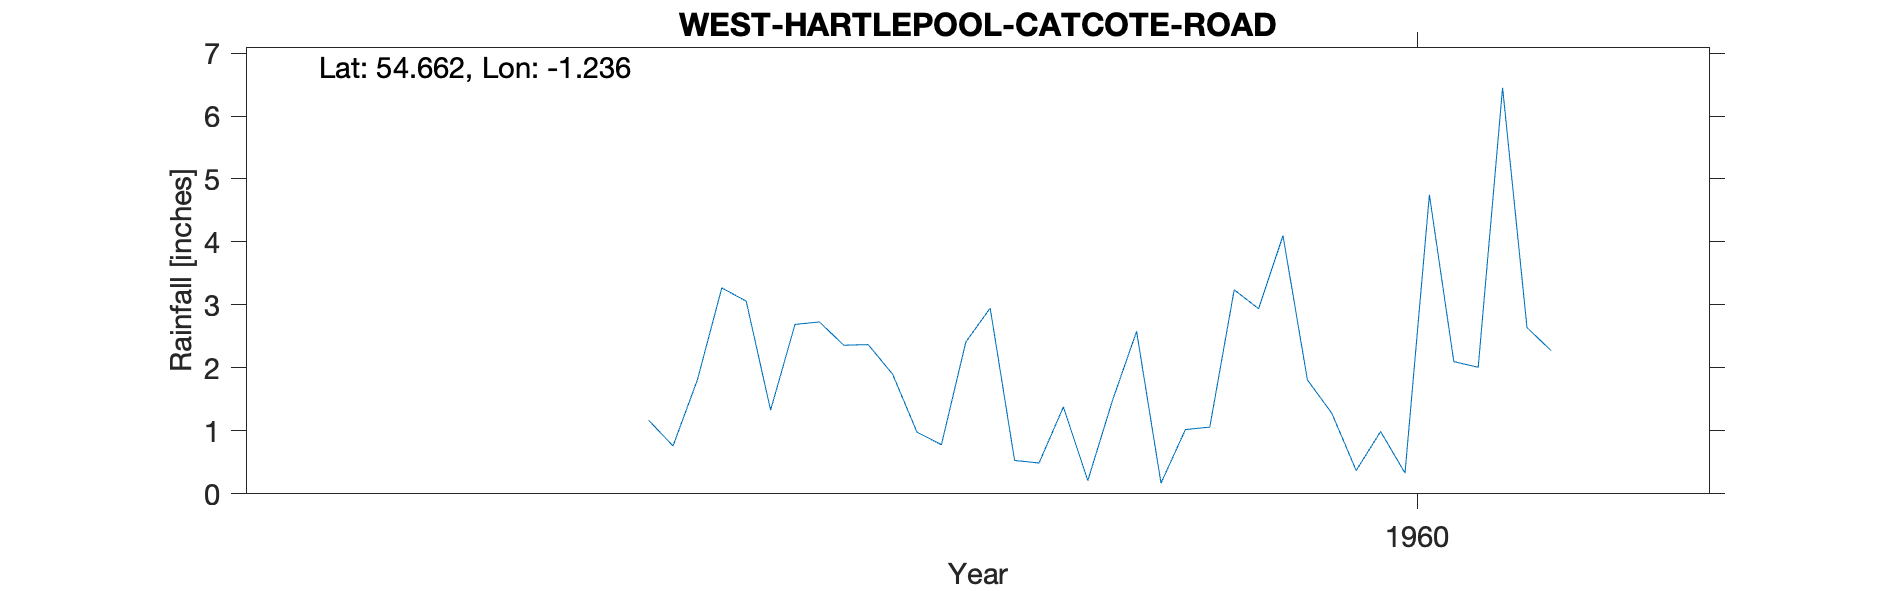 WEST-HARTLEPOOL-CATCOTE-ROAD
Lat: 54.662, Lon: -1.236
7
6
5
4
3
2
1
0
Rainfall [inches]
1960
Year